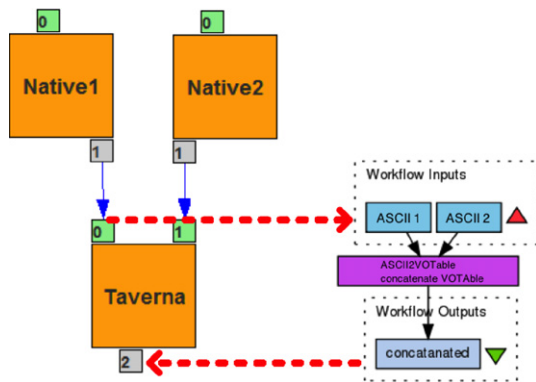 0
0
Native1
Native2
1
1
0
1
Taverna
2
Workflow Inputs
ASCII 1
ASCII 2
ASCII2VOTable
concatenate VOTAble
Workflow Outputs
concatanated